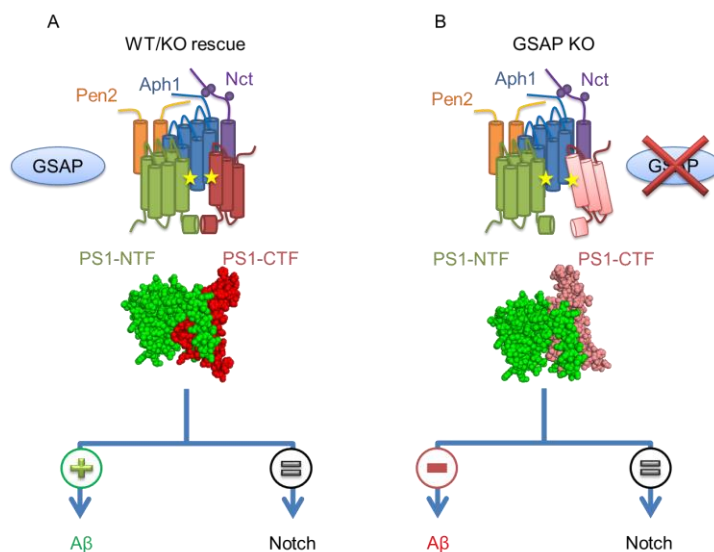 A
WT/KO rescue
Pen2
Aph1
Nct
GSAP
PS1-NTF
PS1-CTF
+
=
Aβ
Notch
B
GSAP KO
Pen2
Aph1
Nct
GSAP
PS1-NTF
PS1-CTF
−
=
Aβ
Notch